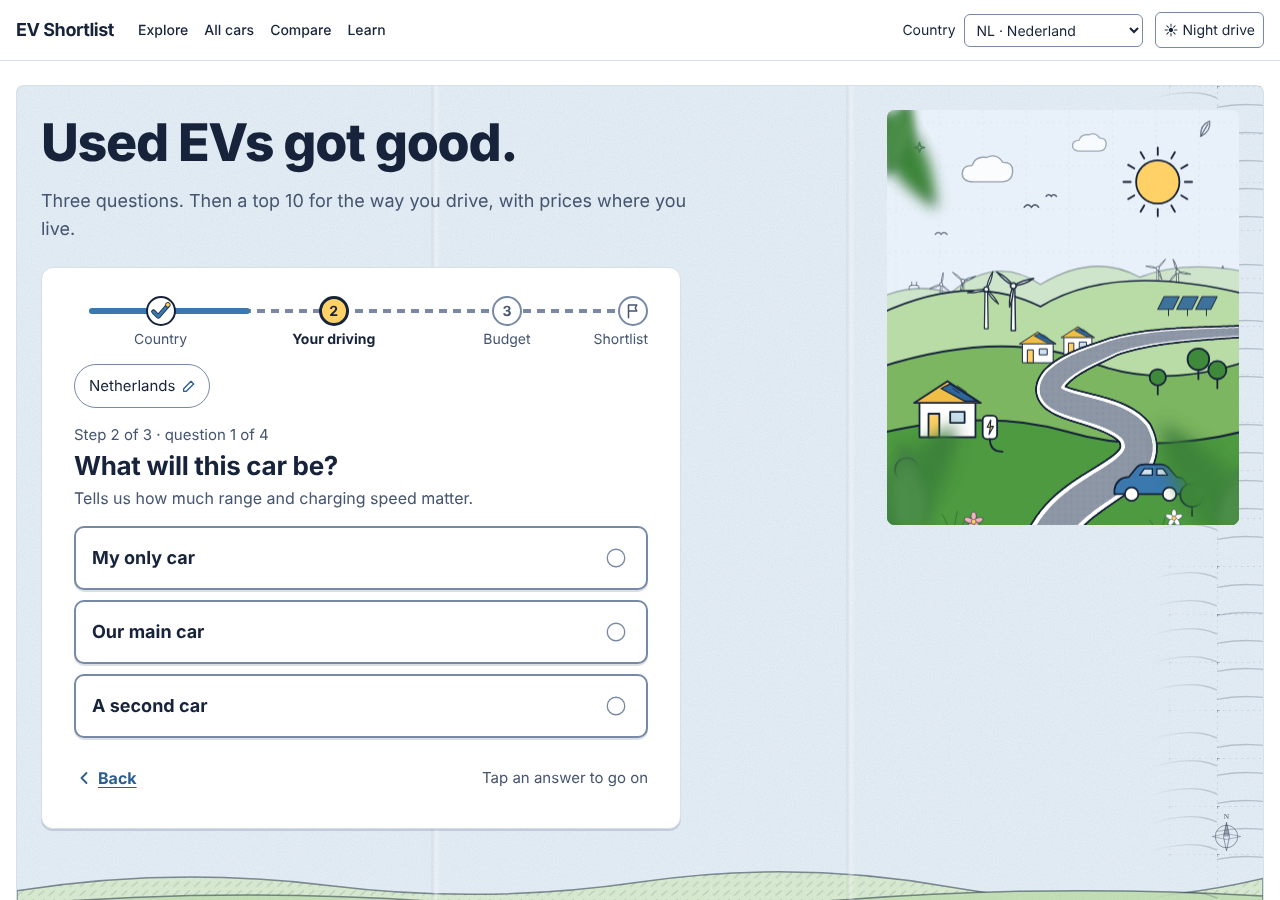 EV Shortlist
Explore
All cars
Compare
Learn
Country
NL · Nederland
Night drive
Used EVs got good.
Three questions. Then a top 10 for the way you drive, with prices where you
live.
2
3
Country
Your driving
Budget
Shortlist
Netherlands
Step 2 of 3 · question 1 of 4
What will this car be?
Tells us how much range and charging speed matter.
My only car
Our main car
A second car
Back
Tap an answer to go on
N